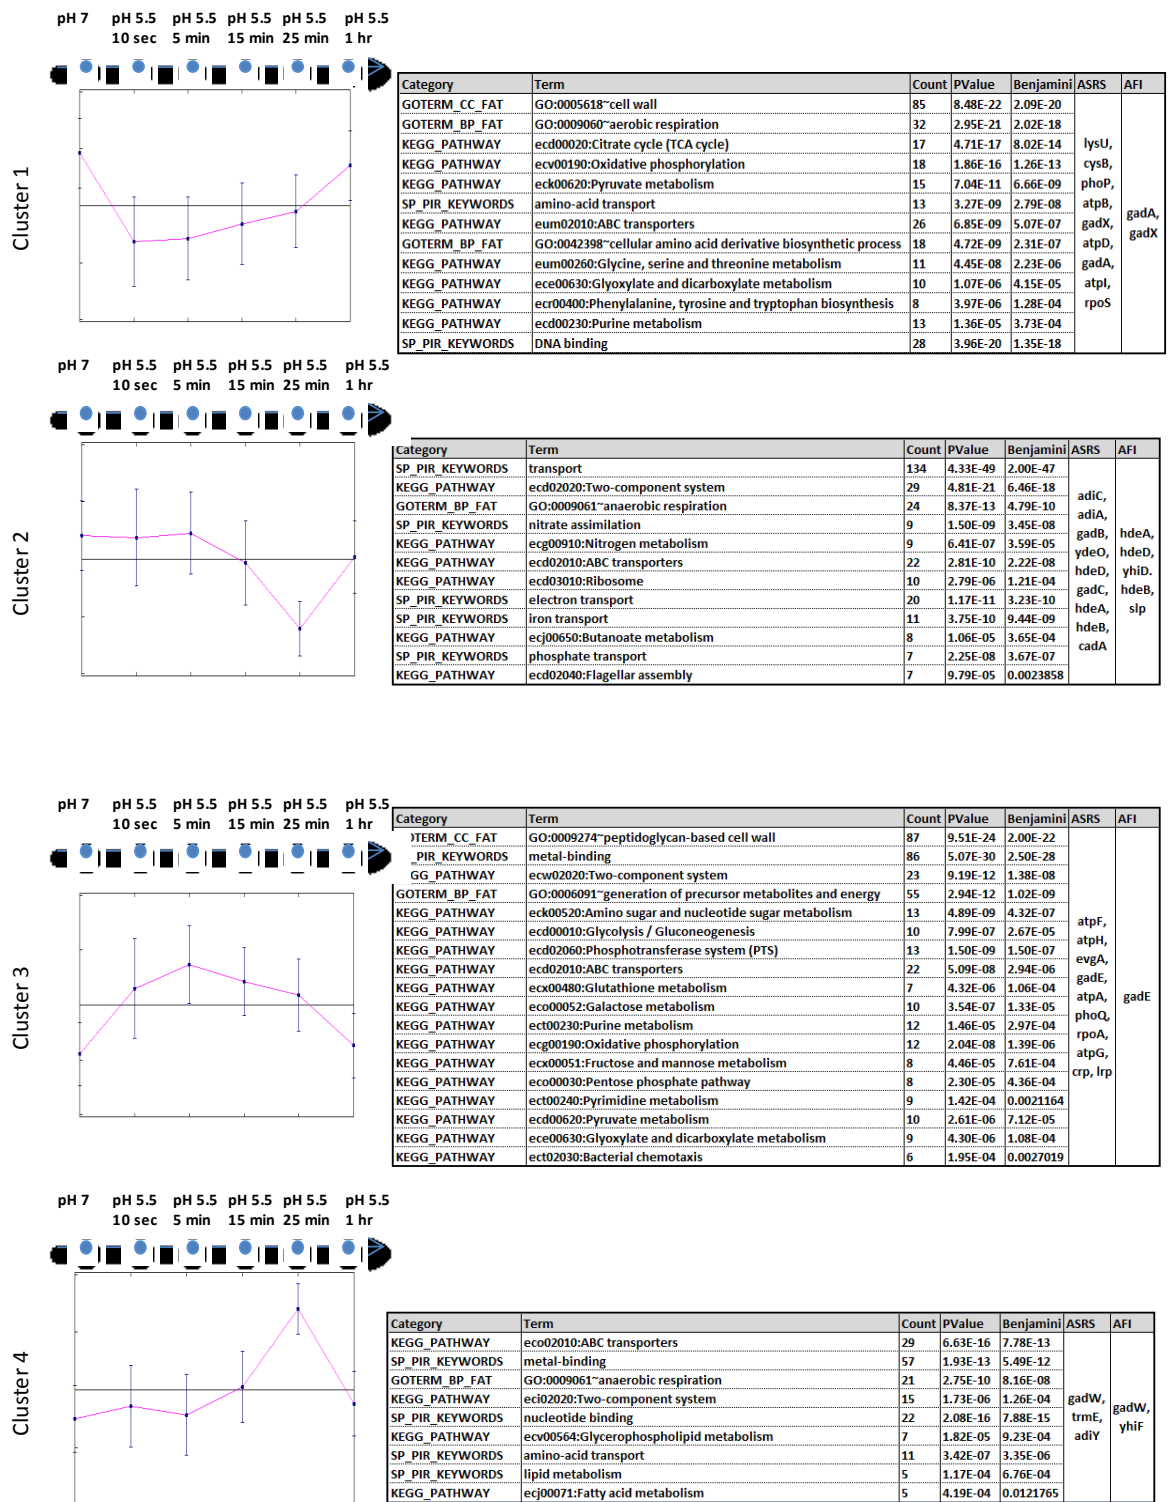 pH 7 pH 5.5 pH 5.5 pH 5.5 pH 5.5 pH 5.5
10 sec 5 min 15 min 25 min 1 hr
Cluster 1
Category Term Count PValue Benjamini ASRS AFI
GOTERM_CC_FAT GO:0005618~cell wall 85 8.48E-22 2.09E-20
GOTERM_BP_FAT GO:0009060~aerobic respiration 32 2.95E-21 2.02E-18
KEGG_PATHWAY ecd00020:Citrate cycle (TCA cycle) 17 4.71E-17 8.02E-14
KEGG_PATHWAY ecv00190:Oxidative phosphorylation 18 1.86E-16 1.26E-13
KEGG_PATHWAY eck00620:Pyruvate metabolism 15 7.04E-11 6.66E-09
SP_PIR_KEYWORDS amino-acid transport 13 3.27E-09 2.79E-08
KEGG_PATHWAY eum02010:ABC transporters 26 6.85E-09 5.07E-07
GOTERM_BP_FAT GO:0042398~cellular amino acid derivative biosynthetic process 18 4.72E-09 2.31E-07
KEGG_PATHWAY eum00260:Glycine, serine and threonine metabolism 11 4.45E-08 2.23E-06
KEGG_PATHWAY ece00630:Glyoxylate and dicarboxylate metabolism 10 1.07E-06 4.15E-05
KEGG_PATHWAY ecr00400:Phenylalanine, tyrosine and tryptophan biosynthesis 8 3.97E-06 1.28E-04
KEGG_PATHWAY ecd00230:Purine metabolism 13 1.36E-05 3.73E-04
SP_PIR_KEYWORDS DNA binding 28 3.96E-20 1.35E-18
lysU,
cysB,
phoP,
atpB,
gadX,
atpD,
gadA,
atpI,
rpoS
gadA,
gadX
pH 7 pH 5.5 pH 5.5 pH 5.5 pH 5.5 pH 5.5
10 sec 5 min 15 min 25 min 1 hr
Cluster 2
Category Term Count PValue Benjamini ASRS AFI
SP_PIR_KEYWORDS transport 134 4.33E-49 2.00E-47
KEGG_PATHWAY ecd02020:Two-component system 29 4.81E-21 6.46E-18
GOTERM_BP_FAT GO:0009061~anaerobic respiration 24 8.37E-13 4.79E-10
SP_PIR_KEYWORDS nitrate assimilation 9 1.50E-09 3.45E-08
KEGG_PATHWAY ecg00910:Nitrogen metabolism 9 6.41E-07 3.59E-05
KEGG_PATHWAY ecd02010:ABC transporters 22 2.81E-10 2.22E-08
KEGG_PATHWAY ecd03010:Ribosome 10 2.79E-06 1.21E-04
SP_PIR_KEYWORDS electron transport 20 1.17E-11 3.23E-10
SP_PIR_KEYWORDS iron transport 11 3.75E-10 9.44E-09
KEGG_PATHWAY ecj00650:Butanoate metabolism 8 1.06E-05 3.65E-04
SP_PIR_KEYWORDS phosphate transport 7 2.25E-08 3.67E-07
KEGG_PATHWAY ecd02040:Flagellar assembly 7 9.79E-05 0.0023858
adiC,
adiA,
gadB,
ydeO,
hdeD,
gadC,
hdeA,
hdeB,
cadA
hdeA,
hdeD,
yhiD.
hdeB,
slp
pH 7 pH 5.5 pH 5.5 pH 5.5 pH 5.5 pH 5.5
10 sec 5 min 15 min 25 min 1 hr
Cluster 3
Category Term Count PValue Benjamini ASRS AFI
OTERM_CC_FAT GO:0009274~peptidoglycan-based cell wall 87 9.51E-24 2.00E-22
_PIR_KEYWORDS metal-binding 86 5.07E-30 2.50E-28
GG_PATHWAY ecw02020:Two-component system 23 9.19E-12 1.38E-08
GOTERM_BP_FAT GO:0006091~generation of precursor metabolites and energy 55 2.94E-12 1.02E-09
KEGG_PATHWAY eck00520:Amino sugar and nucleotide sugar metabolism 13 4.89E-09 4.32E-07
KEGG_PATHWAY ecd00010:Glycolysis / Gluconeogenesis 10 7.99E-07 2.67E-05
KEGG_PATHWAY ecd02060:Phosphotransferase system (PTS) 13 1.50E-09 1.50E-07
KEGG_PATHWAY ecd02010:ABC transporters 22 5.09E-08 2.94E-06
KEGG_PATHWAY ecx00480:Glutathione metabolism 7 4.32E-06 1.06E-04
KEGG_PATHWAY eco00052:Galactose metabolism 10 3.54E-07 1.33E-05
KEGG_PATHWAY ect00230:Purine metabolism 12 1.46E-05 2.97E-04
KEGG_PATHWAY ecg00190:Oxidative phosphorylation 12 2.04E-08 1.39E-06
KEGG_PATHWAY ecx00051:Fructose and mannose metabolism 8 4.46E-05 7.61E-04
KEGG_PATHWAY eco00030:Pentose phosphate pathway 8 2.30E-05 4.36E-04
KEGG_PATHWAY ect00240:Pyrimidine metabolism 9 1.42E-04 0.0021164
KEGG_PATHWAY ecd00620:Pyruvate metabolism 10 2.61E-06 7.12E-05
KEGG_PATHWAY ece00630:Glyoxylate and dicarboxylate metabolism 9 4.30E-06 1.08E-04
KEGG_PATHWAY ect02030:Bacterial chemotaxis 6 1.95E-04 0.0027019
atpF,
atpH,
evgA,
gadE,
atpA,
phoQ,
rpoA,
atpG,
crp, lrp
gadE
pH 7 pH 5.5 pH 5.5 pH 5.5 pH 5.5 pH 5.5
10 sec 5 min 15 min 25 min 1 hr
Cluster 4
Category Term Count PValue Benjamini ASRS AFI
KEGG_PATHWAY eco02010:ABC transporters 29 6.63E-16 7.78E-13
SP_PIR_KEYWORDS metal-binding 57 1.93E-13 5.49E-12
GOTERM_BP_FAT GO:0009061~anaerobic respiration 21 2.75E-10 8.16E-08
KEGG_PATHWAY eci02020:Two-component system 15 1.73E-06 1.26E-04
SP_PIR_KEYWORDS nucleotide binding 22 2.08E-16 7.88E-15
KEGG_PATHWAY ecv00564:Glycerophospholipid metabolism 7 1.82E-05 9.23E-04
SP_PIR_KEYWORDS amino-acid transport 11 3.42E-07 3.35E-06
SP_PIR_KEYWORDS lipid metabolism 5 1.17E-04 6.76E-04
KEGG_PATHWAY ecj00071:Fatty acid metabolism 5 4.19E-04 0.0121765
gadW,
trmE,
adiY
gadW,
yhiF